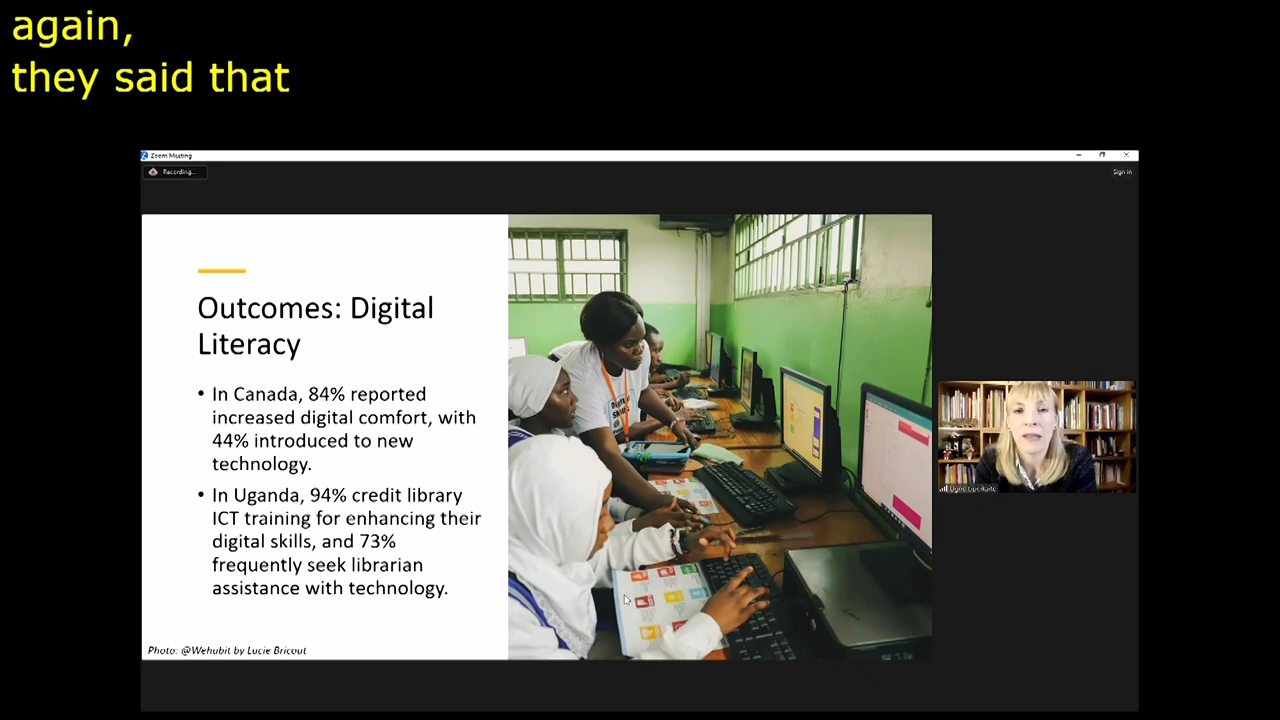 again,
they said that
Zoom Meeting
Recording...
Sign in
Outcomes: Digital
Literacy
• In Canada, 84% reported
increased digital comfort, with
44% introduced to new
technology.
• In Uganda, 94% credit library
ICT training for enhancing their
digital skills, and 73%
frequently seek librarian
assistance with technology.
Photo: @Wehubit by Lucie Bricout